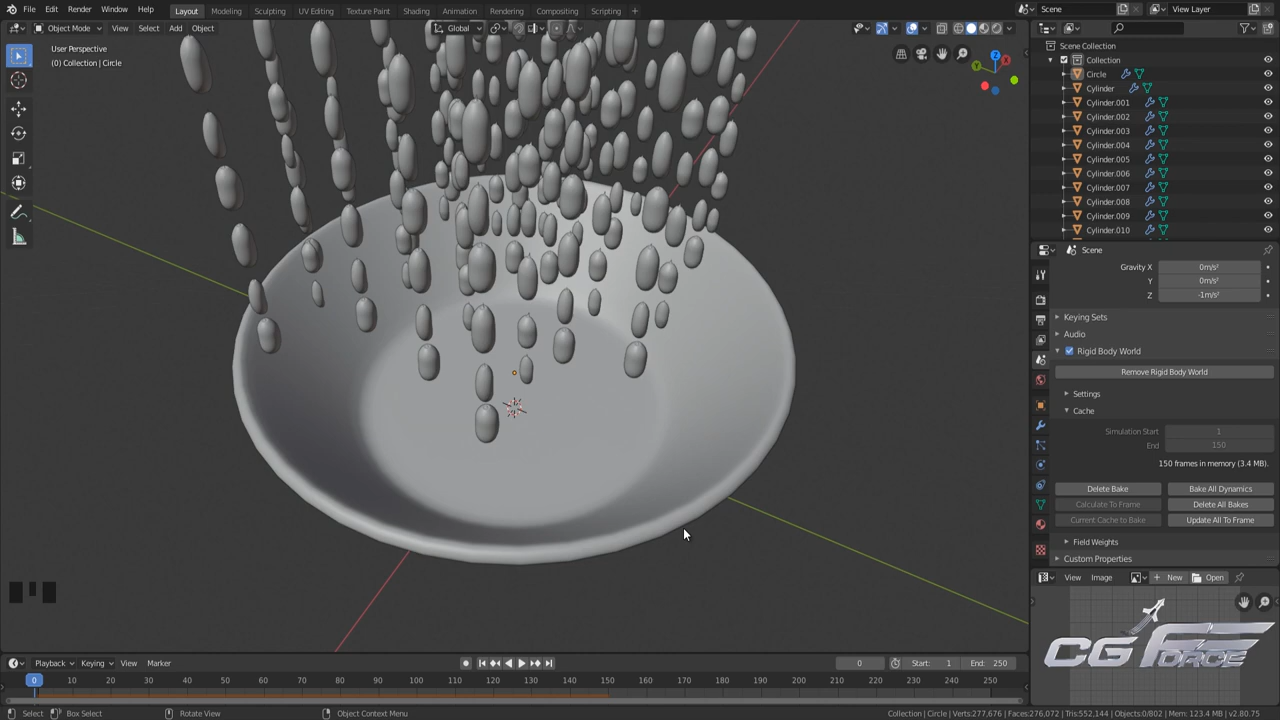 File Edit Render Window Help Layout Modeling Sculpting UV Editing Texture Paint Shading Animation Rendering Compositing Scripting + Scene View Layer
Object Mode View Select Add Object Global
User Perspective
(0) Collection | Circle
Z
Y
X
Scene Collection
Collection
Circle
Cylinder
Cylinder.001
Cylinder.002
Cylinder.003
Cylinder.004
Cylinder.005
Cylinder.006
Cylinder.007
Cylinder.008
Cylinder.009
Cylinder.010
Scene
Gravity X 0m/s²
Y 0m/s²
Z -1m/s²
Keying Sets
Audio
Rigid Body World
Remove Rigid Body World
Settings
Cache
Simulation Start 1
End 150
150 frames in memory (3.4 MB).
Delete Bake Bake All Dynamics
Calculate To Frame Delete All Bakes
Current Cache to Bake Update All To Frame
Field Weights
Custom Properties
View Image New Open
CG Force
Playback Keying View Marker 0 Start: 1 End: 250
0 10 20 30 40 50 60 70 80 90 100 110 120 130 140 150 160 170 180 190 200 210 220 230 240 250
Select Box Select Rotate View Object Context Menu Collection | Circle | Verts:277,676 | Faces:276,072 | Tris:552,144 | Objects:0/802 | Mem: 123.4 MB | v2.80.75